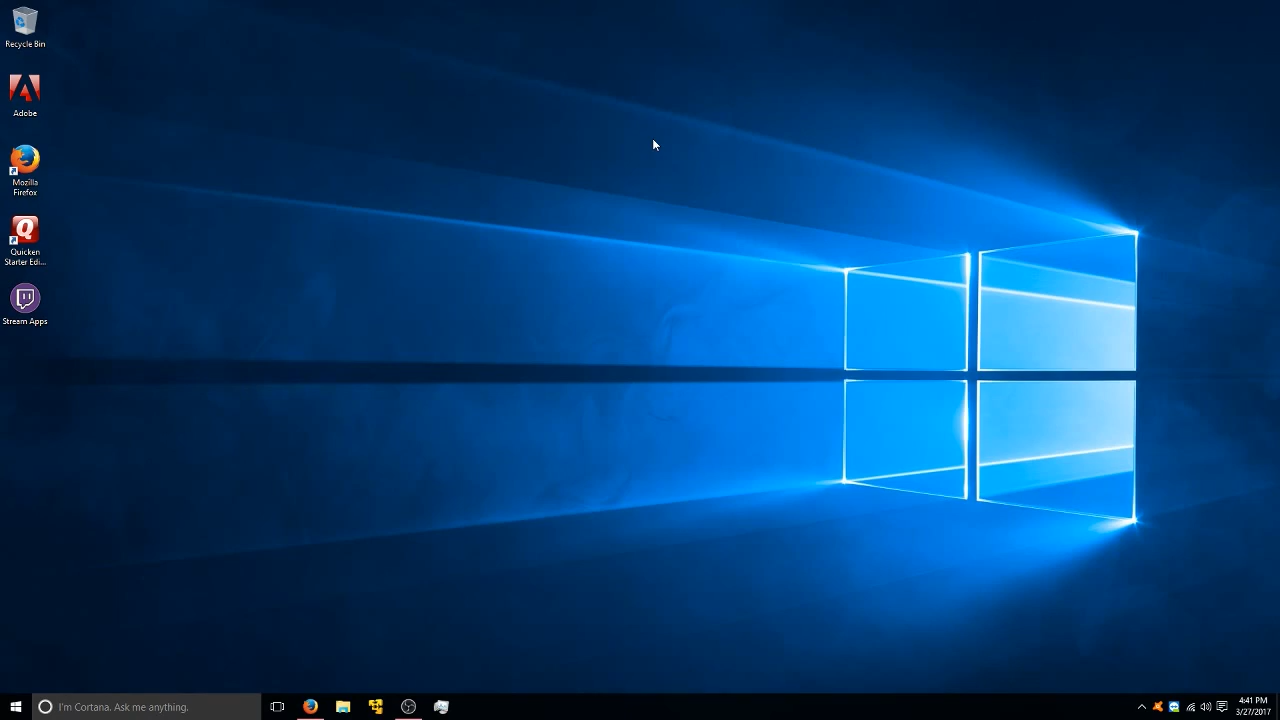 Recycle Bin
Adobe
Mozilla
Firefox
Quicken
Starter Edi...
Stream Apps
I'm Cortana. Ask me anything.
4:41 PM
3/27/2017